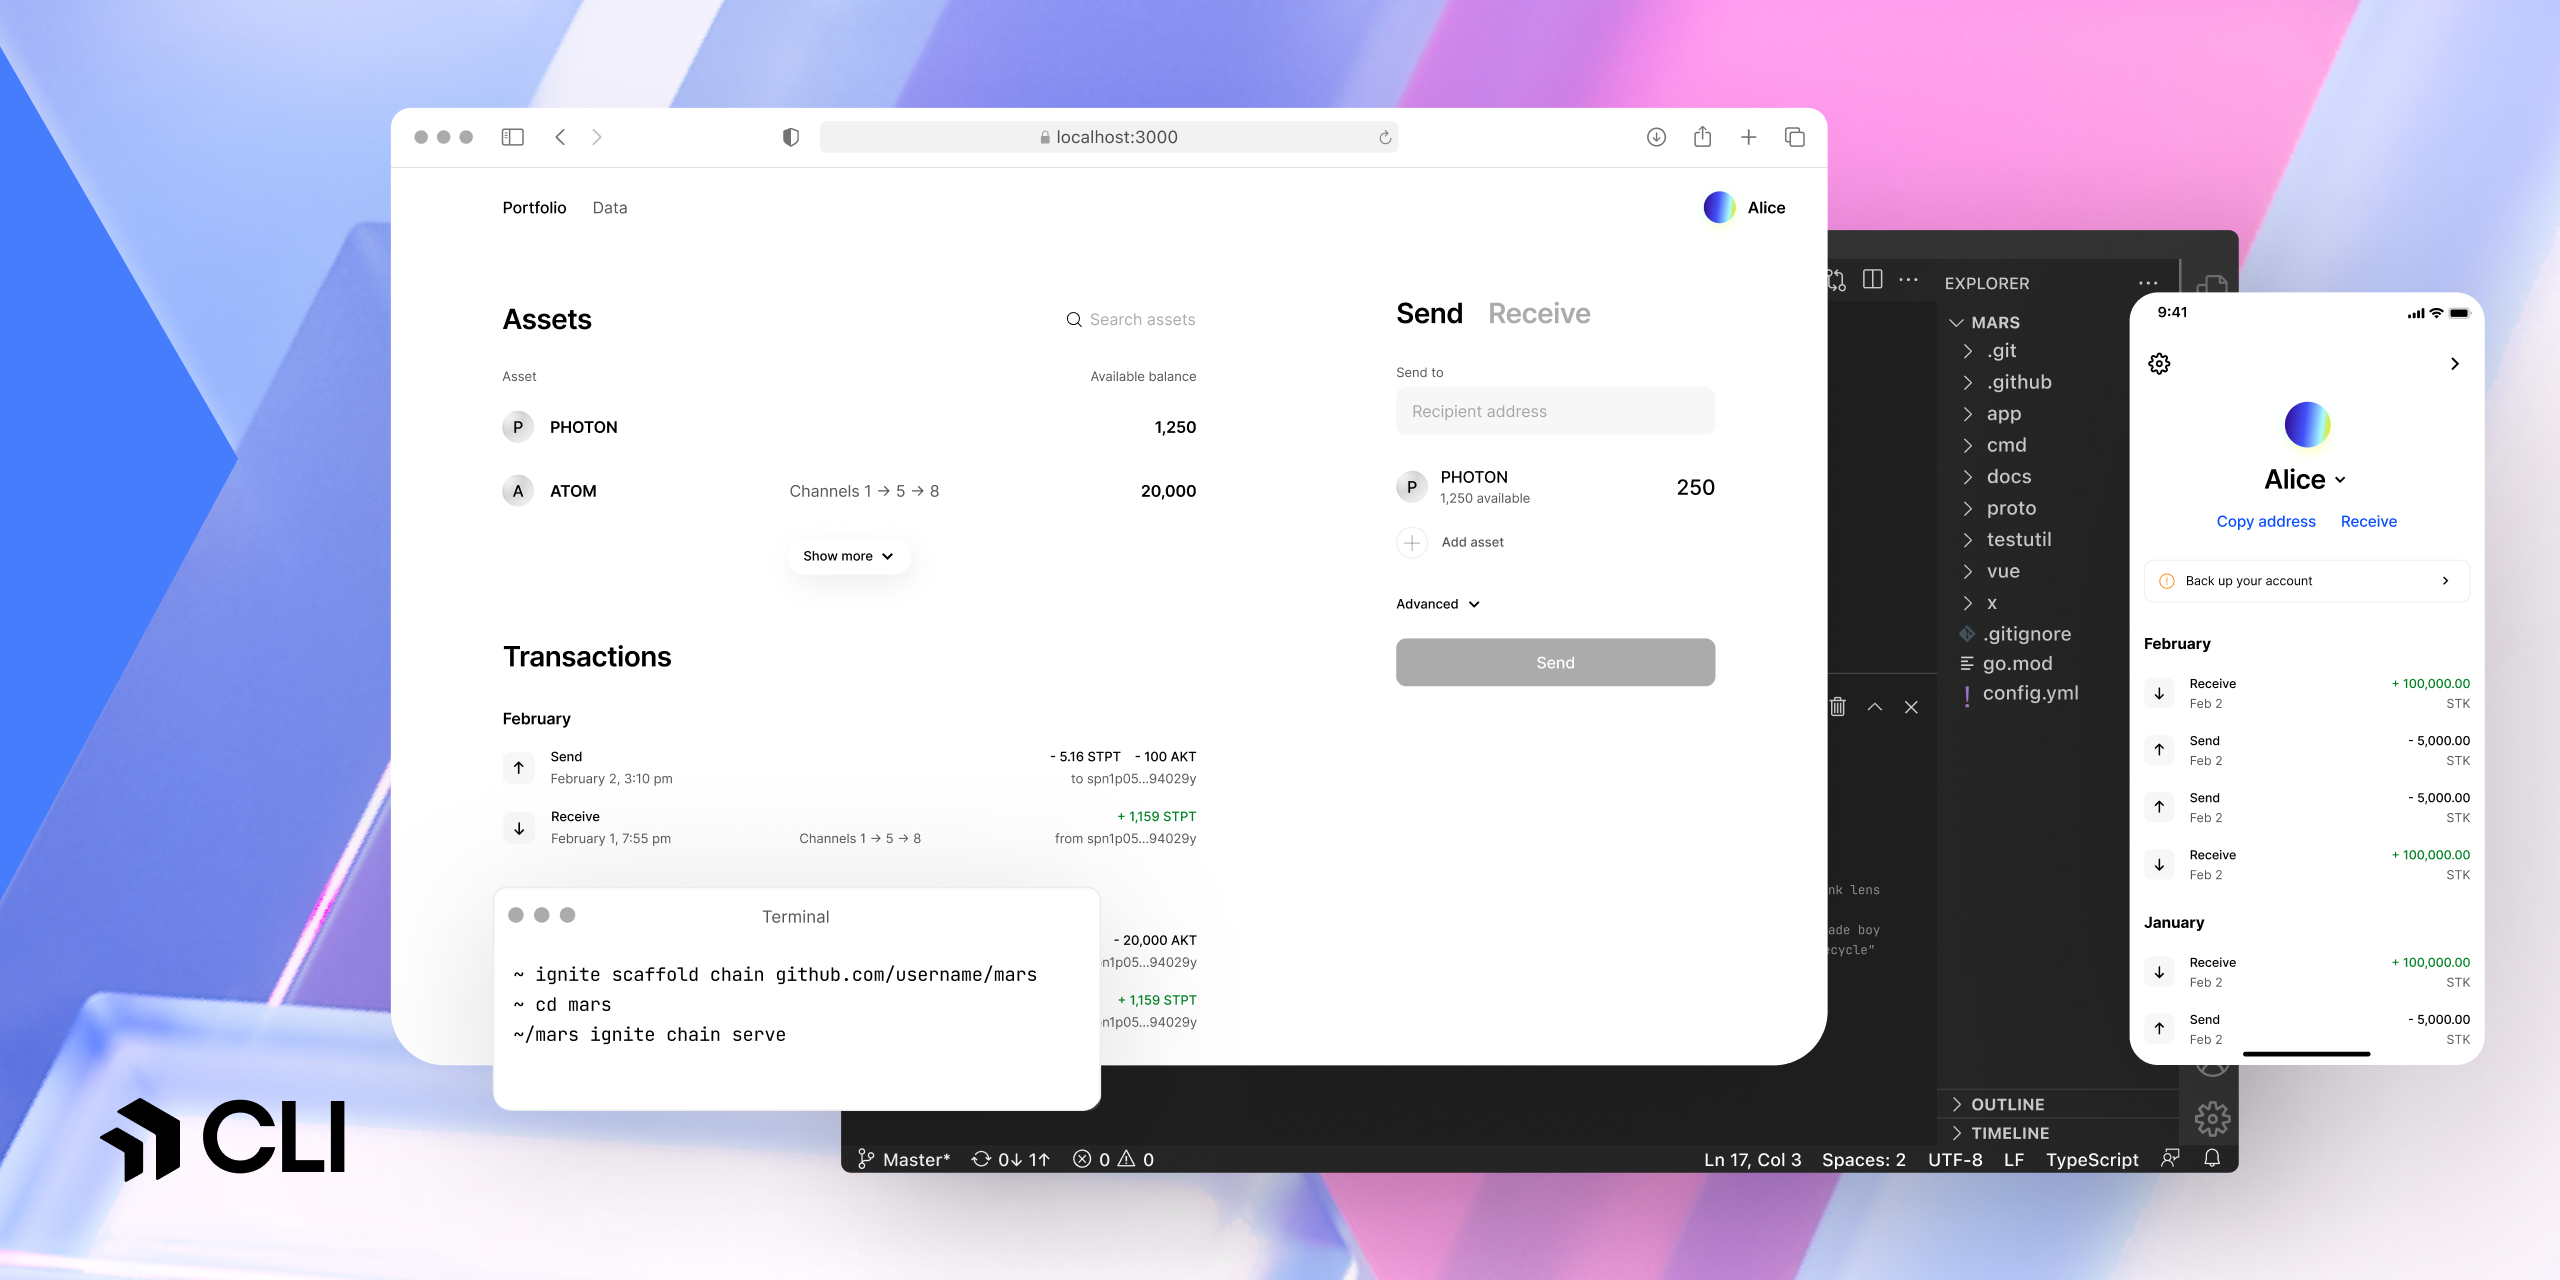 localhost:3000
Portfolio Data
Alice
Assets
Search assets
Asset Available balance
P PHOTON 1,250
A ATOM Channels 1 → 5 → 8 20,000
Show more
Transactions
February
Send - 5.16 STPT - 100 AKT
February 2, 3:10 pm to spn1p05...94029y
Receive + 1,159 STPT
February 1, 7:55 pm Channels 1 → 5 → 8 from spn1p05...94029y
- 20,000 AKT
n1p05...94029y
+ 1,159 STPT
n1p05...94029y
Send Receive
Send to
Recipient address
P PHOTON 250
1,250 available
Add asset
Advanced
Send
Terminal
~ ignite scaffold chain github.com/username/mars
~ cd mars
~/mars ignite chain serve
CLI
EXPLORER
MARS
.git
.github
app
cmd
docs
proto
testutil
vue
x
.gitignore
go.mod
config.yml
nk lens
ade boy
ecycle"
OUTLINE
TIMELINE
Master* 0↓ 1↑ 0 0
Ln 17, Col 3 Spaces: 2 UTF-8 LF TypeScript
9:41
Alice
Copy address Receive
Back up your account
February
Receive + 100,000.00
Feb 2 STK
Send - 5,000.00
Feb 2 STK
Send - 5,000.00
Feb 2 STK
Receive + 100,000.00
Feb 2 STK
January
Receive + 100,000.00
Feb 2 STK
Send - 5,000.00
Feb 2 STK